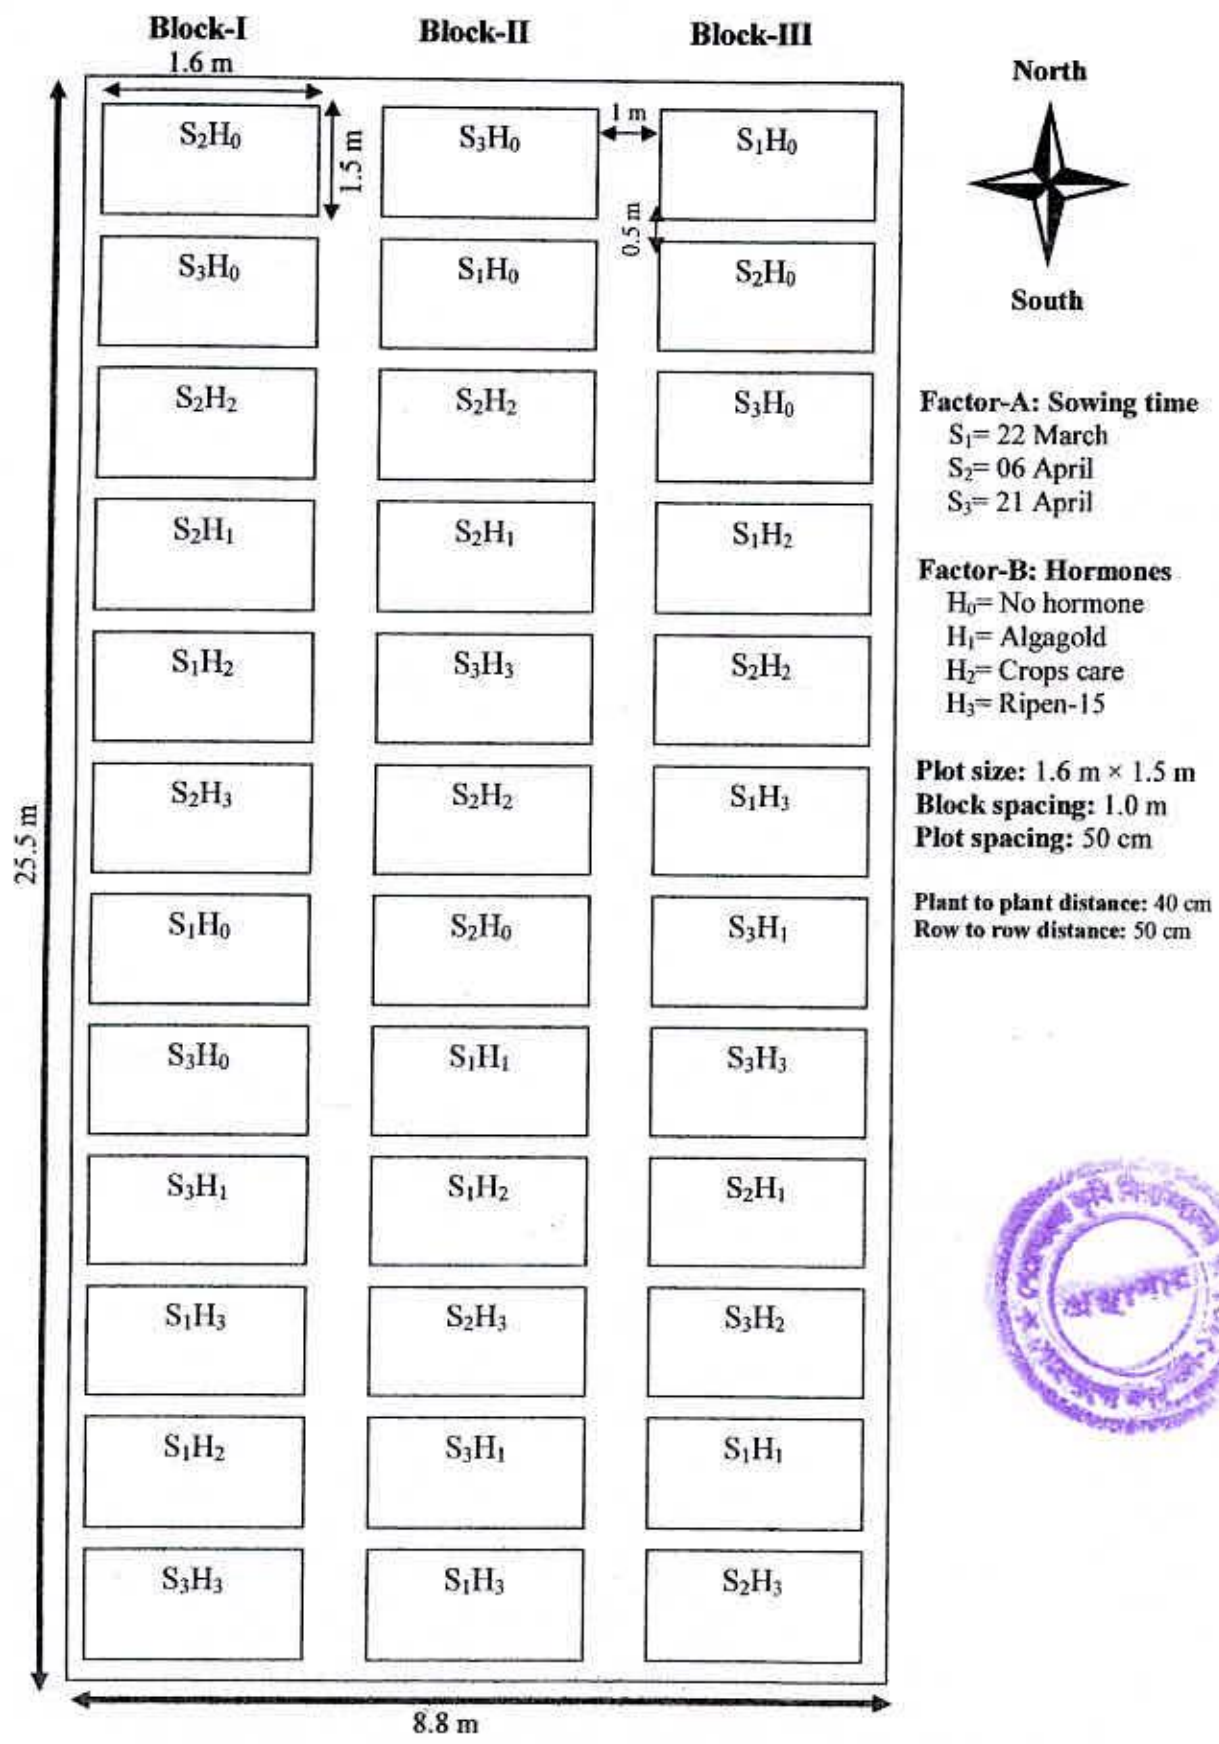 Block-I Block-II Block-III
1.6 m
North
1 m
S₂H₀ S₃H₀ S₁H₀
1.5 m
0.5 m
S₃H₀ S₁H₀ S₂H₀
South
S₂H₂ S₂H₂ S₃H₀
S₂H₁ S₂H₁ S₁H₂
S₁H₂ S₃H₃ S₂H₂
S₂H₃ S₂H₂ S₁H₃
25.5 m
S₁H₀ S₂H₀ S₃H₁
S₃H₀ S₁H₁ S₃H₃
S₃H₁ S₁H₂ S₂H₁
S₁H₃ S₂H₃ S₃H₂
S₁H₂ S₃H₁ S₁H₁
S₃H₃ S₁H₃ S₂H₃
8.8 m
Factor-A: Sowing time
S₁= 22 March
S₂= 06 April
S₃= 21 April
Factor-B: Hormones
H₀= No hormone
H₁= Algagold
H₂= Crops care
H₃= Ripen-15
Plot size: 1.6 m × 1.5 m
Block spacing: 1.0 m
Plot spacing: 50 cm
Plant to plant distance: 40 cm
Row to row distance: 50 cm